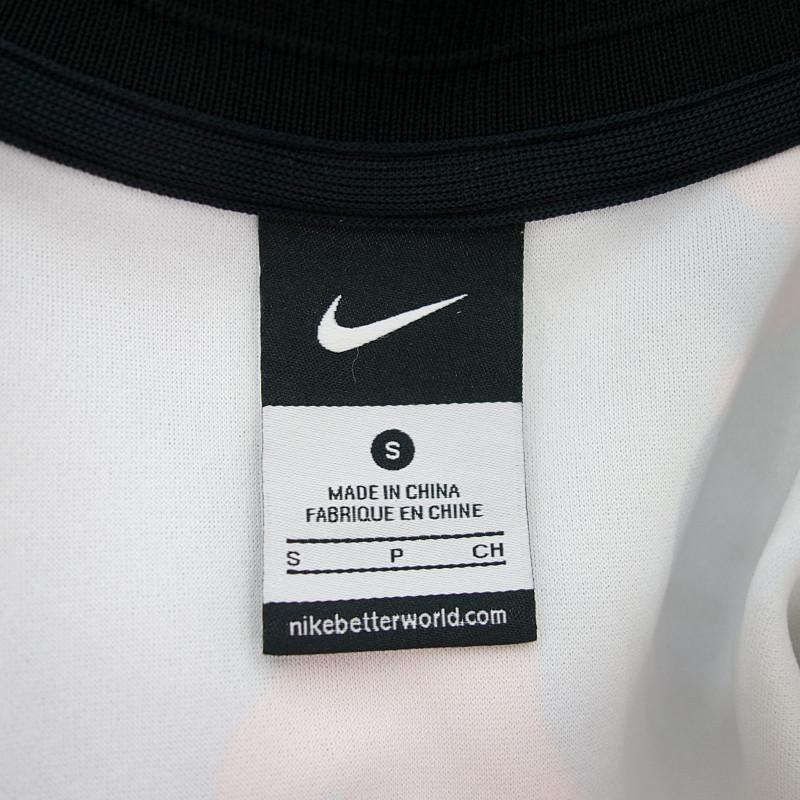 S
MADE IN CHINA
FABRIQUE EN CHINE
S P CH
nikebetterworld.com